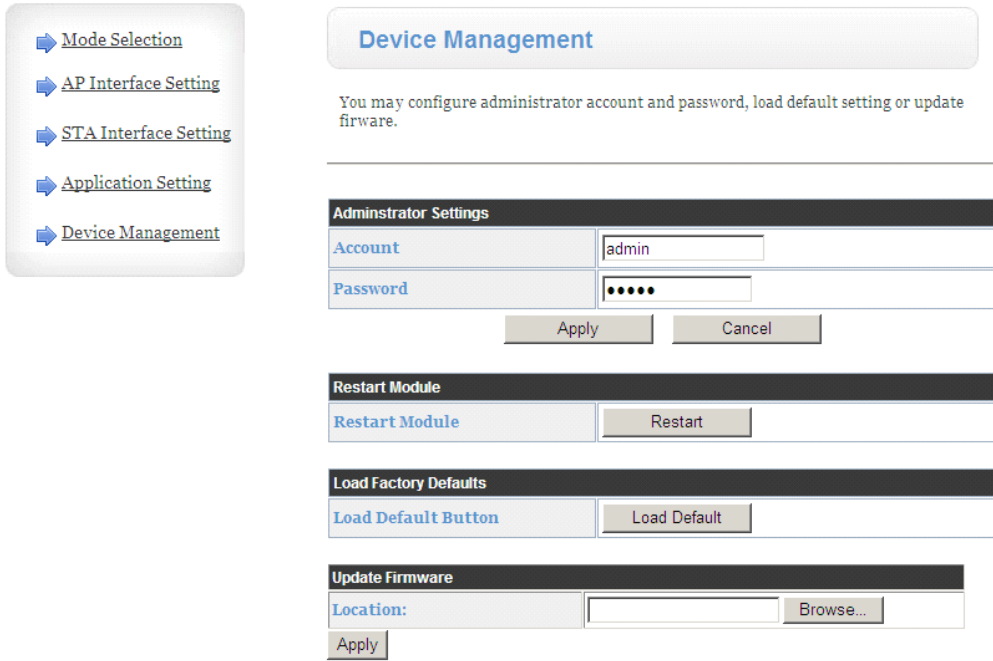 Mode Selection
AP Interface Setting
STA Interface Setting
Application Setting
Device Management
Device Management
You may configure administrator account and password, load default setting or update
firware.
Adminstrator Settings
Account
admin
Password
●●●●●
Apply
Cancel
Restart Module
Restart Module
Restart
Load Factory Defaults
Load Default Button
Load Default
Update Firmware
Location:
Browse...
Apply